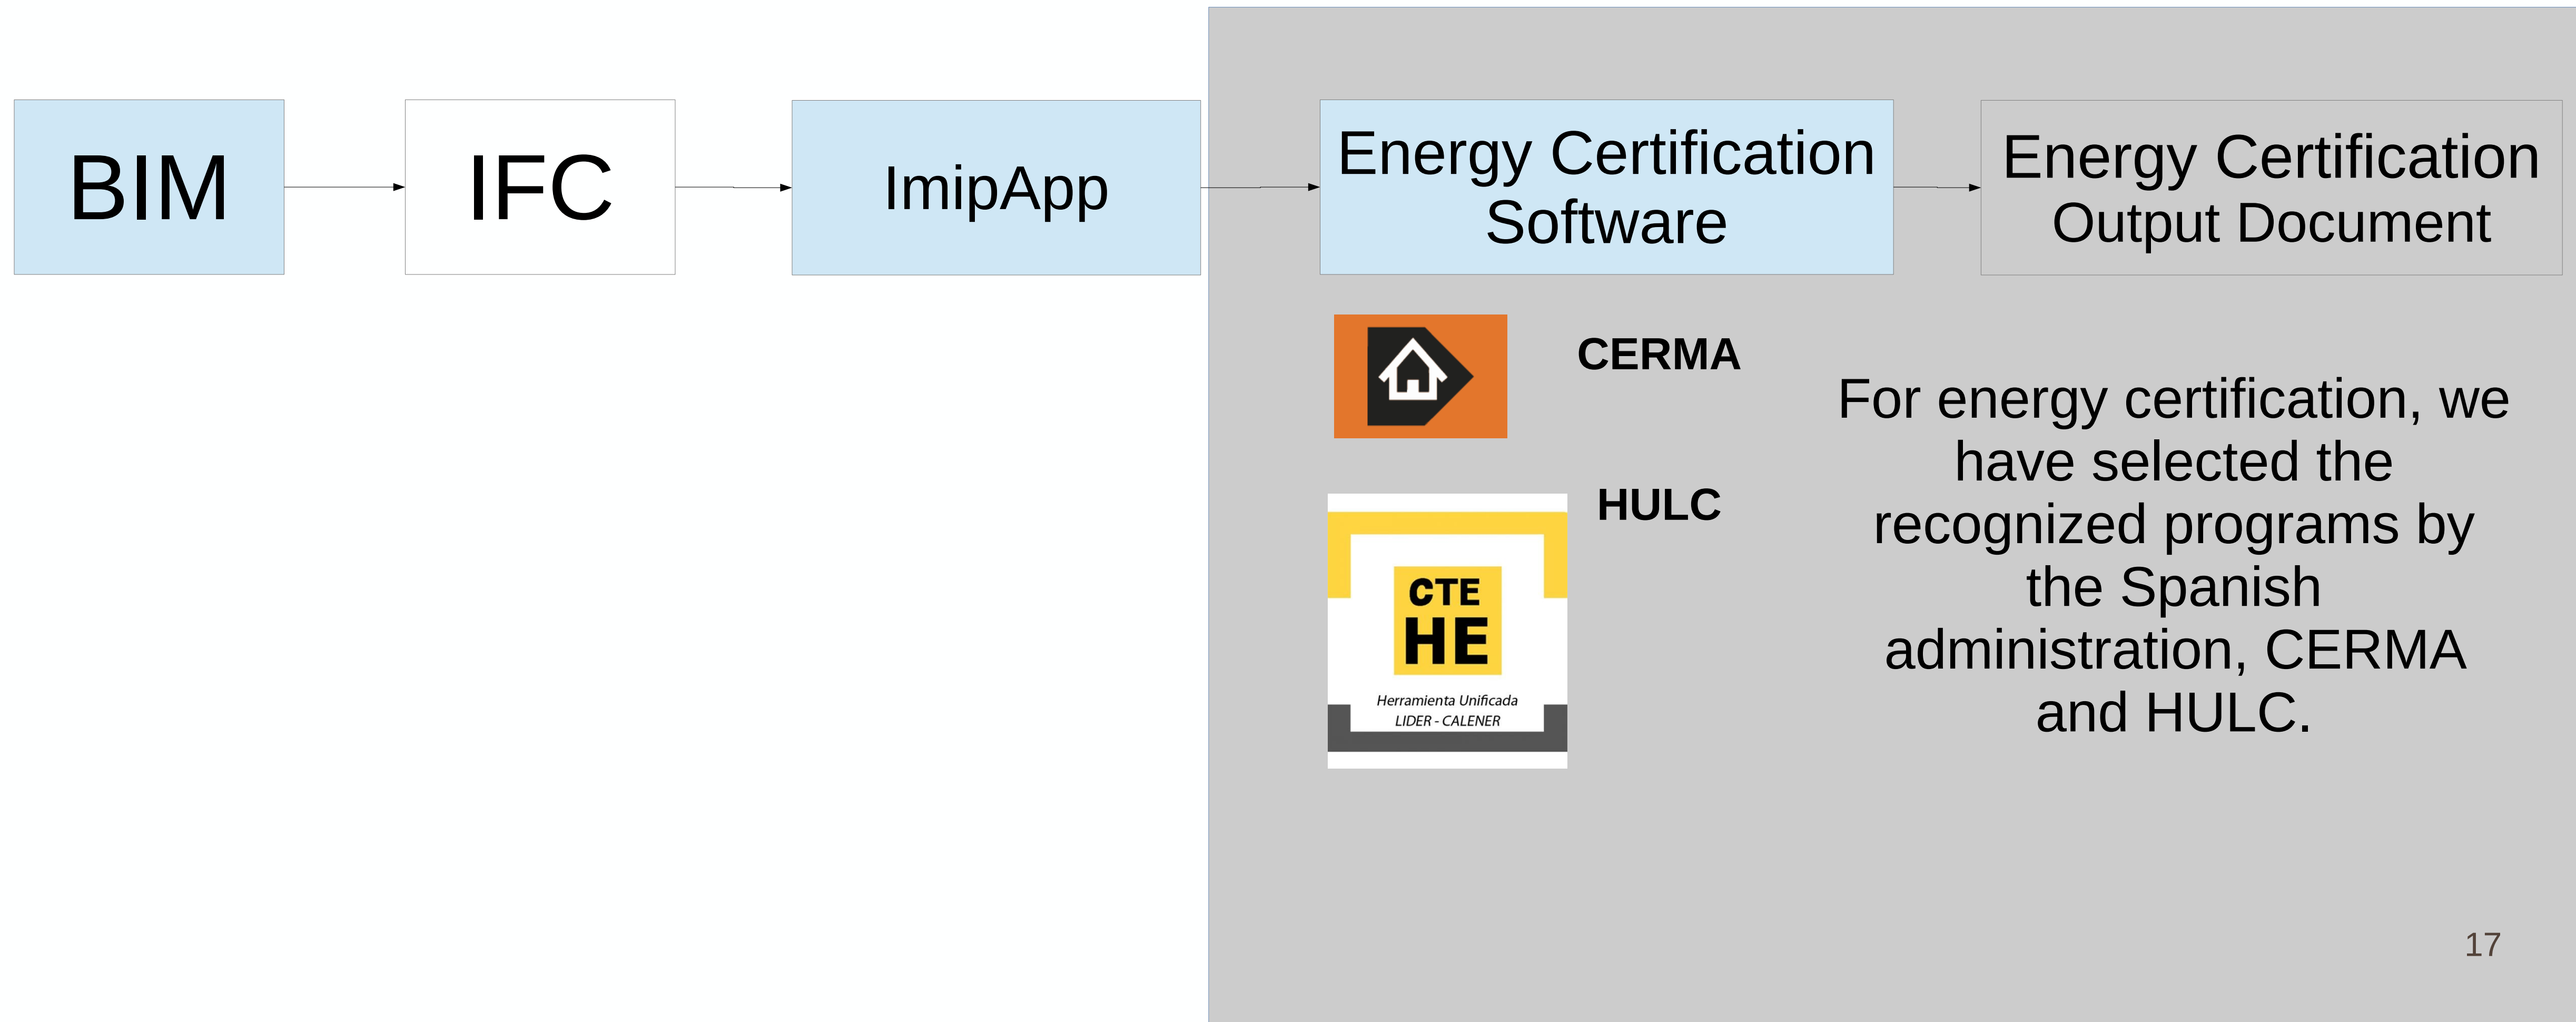 BIM
IFC
ImipApp
Energy Certification
Software
Energy Certification
Output Document
CERMA
HULC
CTE
HE
Herramienta Unificada
LIDER - CALENER
For energy certification, we
have selected the
recognized programs by
the Spanish
administration, CERMA
and HULC.
17